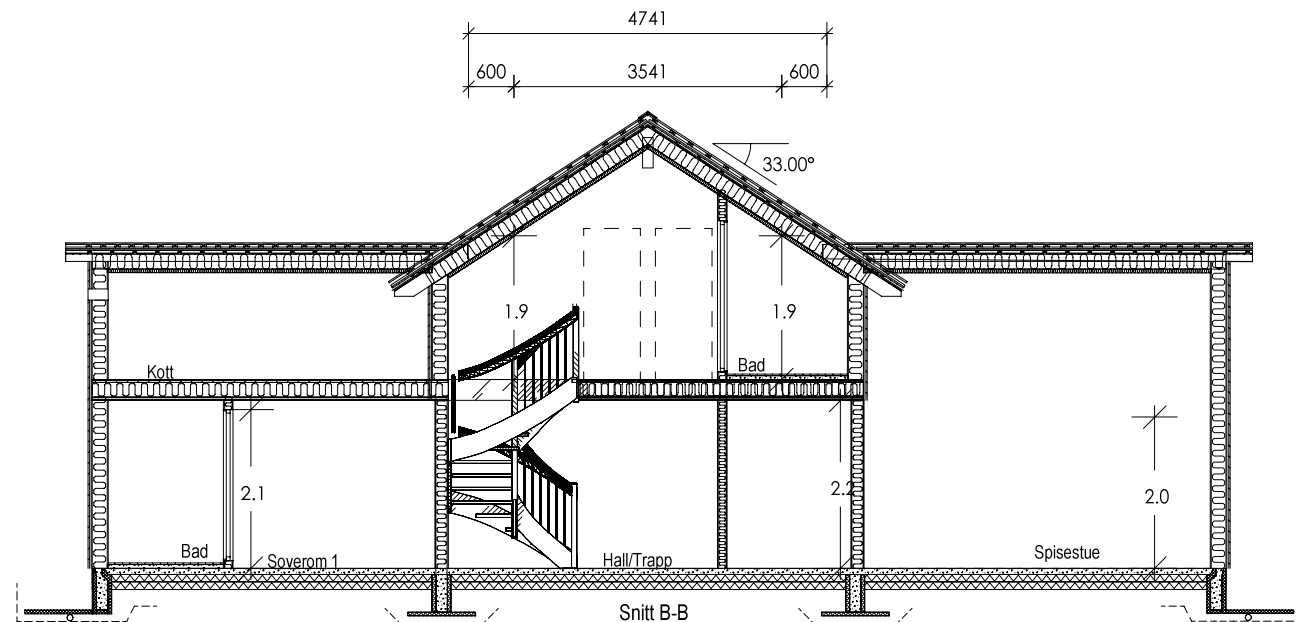 4741
600 3541 600
33.00°
1.9 1.9
Kott Bad
2.1 2.2 2.0
Bad Soverom 1 Hall/Trapp Spisestue
Snitt B-B